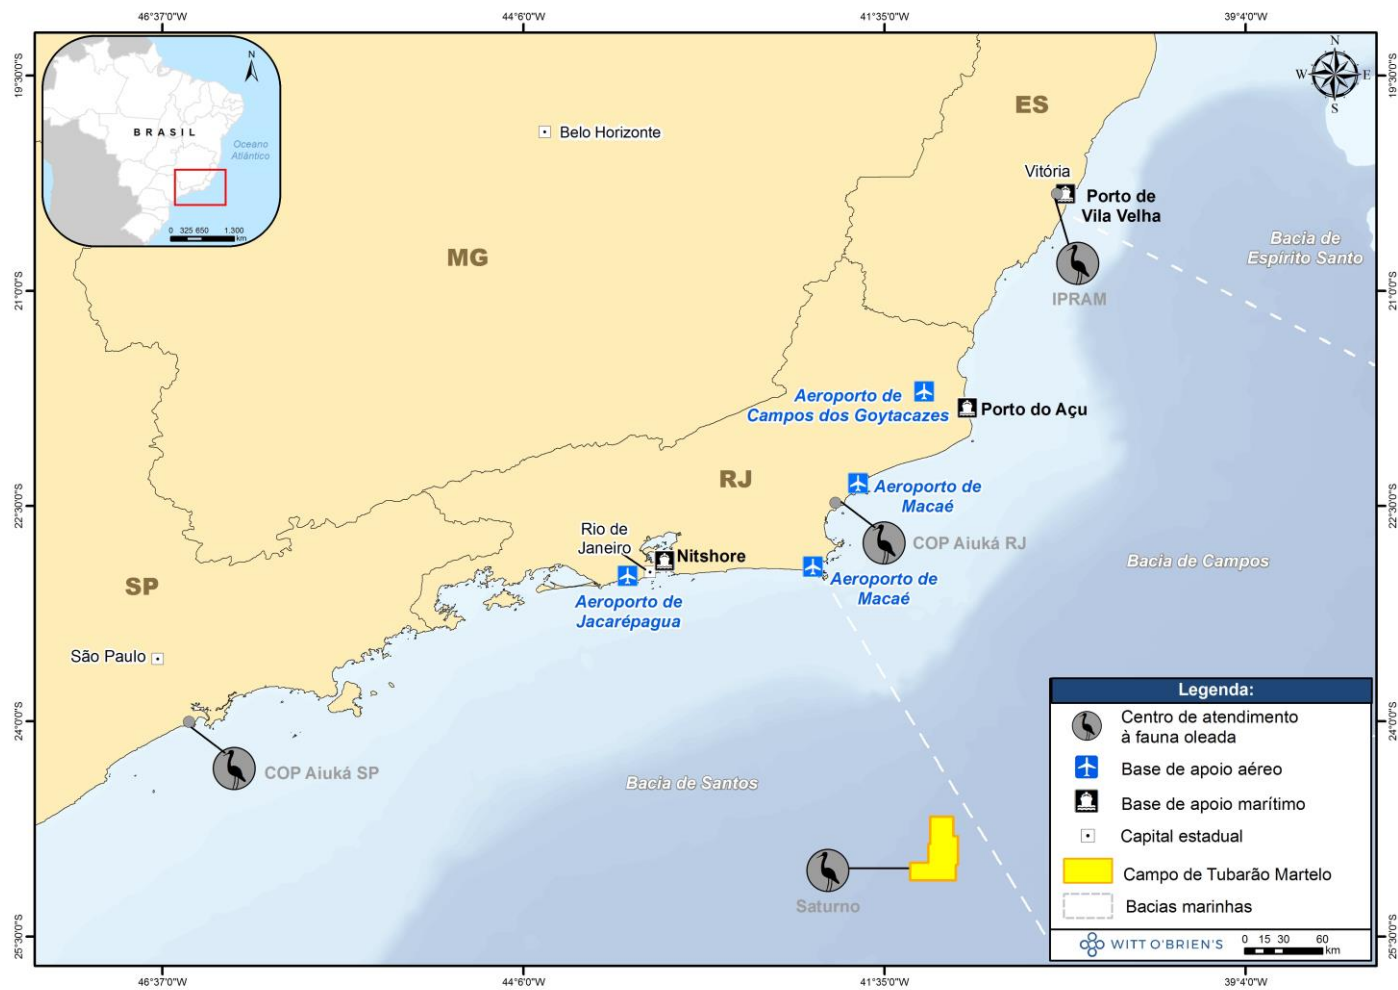 46°37'0"W
44°6'0"W
41°35'0"W
39°4'0"W
19°30'0"S
21°0'0"S
22°30'0"S
24°0'0"S
25°30'0"S
N
BRASIL
Oceano
Atlântico
0 325 650 1.300
km
N
W E
S
ES
Belo Horizonte
Vitória
Porto de
Vila Velha
Bacia de
Espírito Santo
MG
IPRAM
Aeroporto de
Campos dos Goytacazes
Porto do Açu
RJ
Aeroporto de
Macaé
Rio de
Janeiro
Nitshore
COP Aiuká RJ
Bacia de Campos
SP
Aeroporto de
Jacarépagua
Aeroporto de
Macaé
São Paulo
COP Aiuká SP
Bacia de Santos
Saturno
Legenda:
Centro de atendimento
à fauna oleada
Base de apoio aéreo
Base de apoio marítimo
Capital estadual
Campo de Tubarão Martelo
Bacias marinhas
WITT O'BRIEN'S
0 15 30 60
km
19°30'0"S
21°0'0"S
22°30'0"S
24°0'0"S
25°30'0"S
46°37'0"W
44°6'0"W
41°35'0"W
39°4'0"W